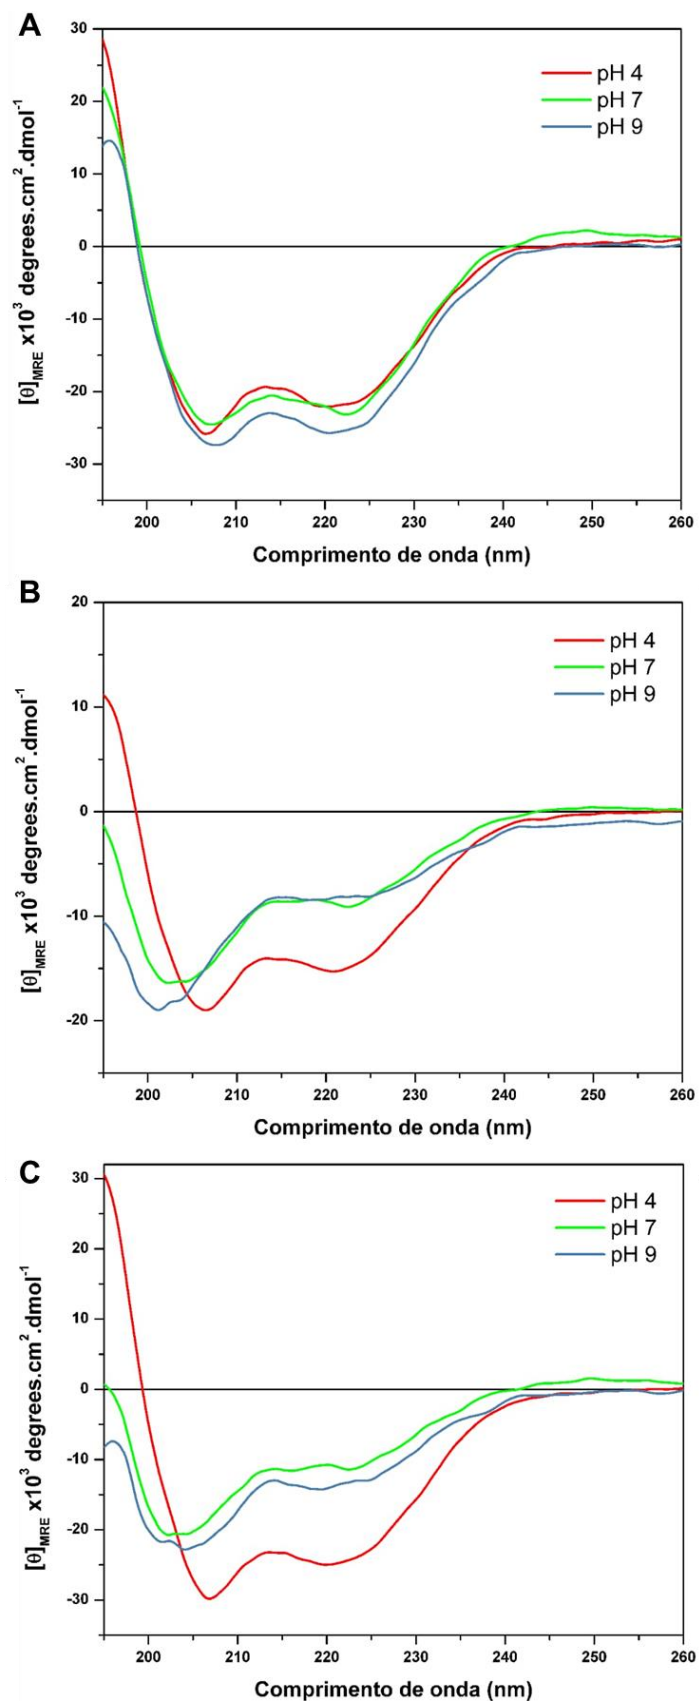 A
30
20
10
0
-10
-20
-30
pH 4
pH 7
pH 9
[θ]MRE x10³ degrees.cm².dmol⁻¹
200 210 220 230 240 250 260
Comprimento de onda (nm)
B
20
10
0
-10
-20
pH 4
pH 7
pH 9
[θ]MRE x10³ degrees.cm².dmol⁻¹
200 210 220 230 240 250 260
Comprimento de onda (nm)
C
30
20
10
0
-10
-20
-30
pH 4
pH 7
pH 9
[θ]MRE x10³ degrees.cm².dmol⁻¹
200 210 220 230 240 250 260
Comprimento de onda (nm)